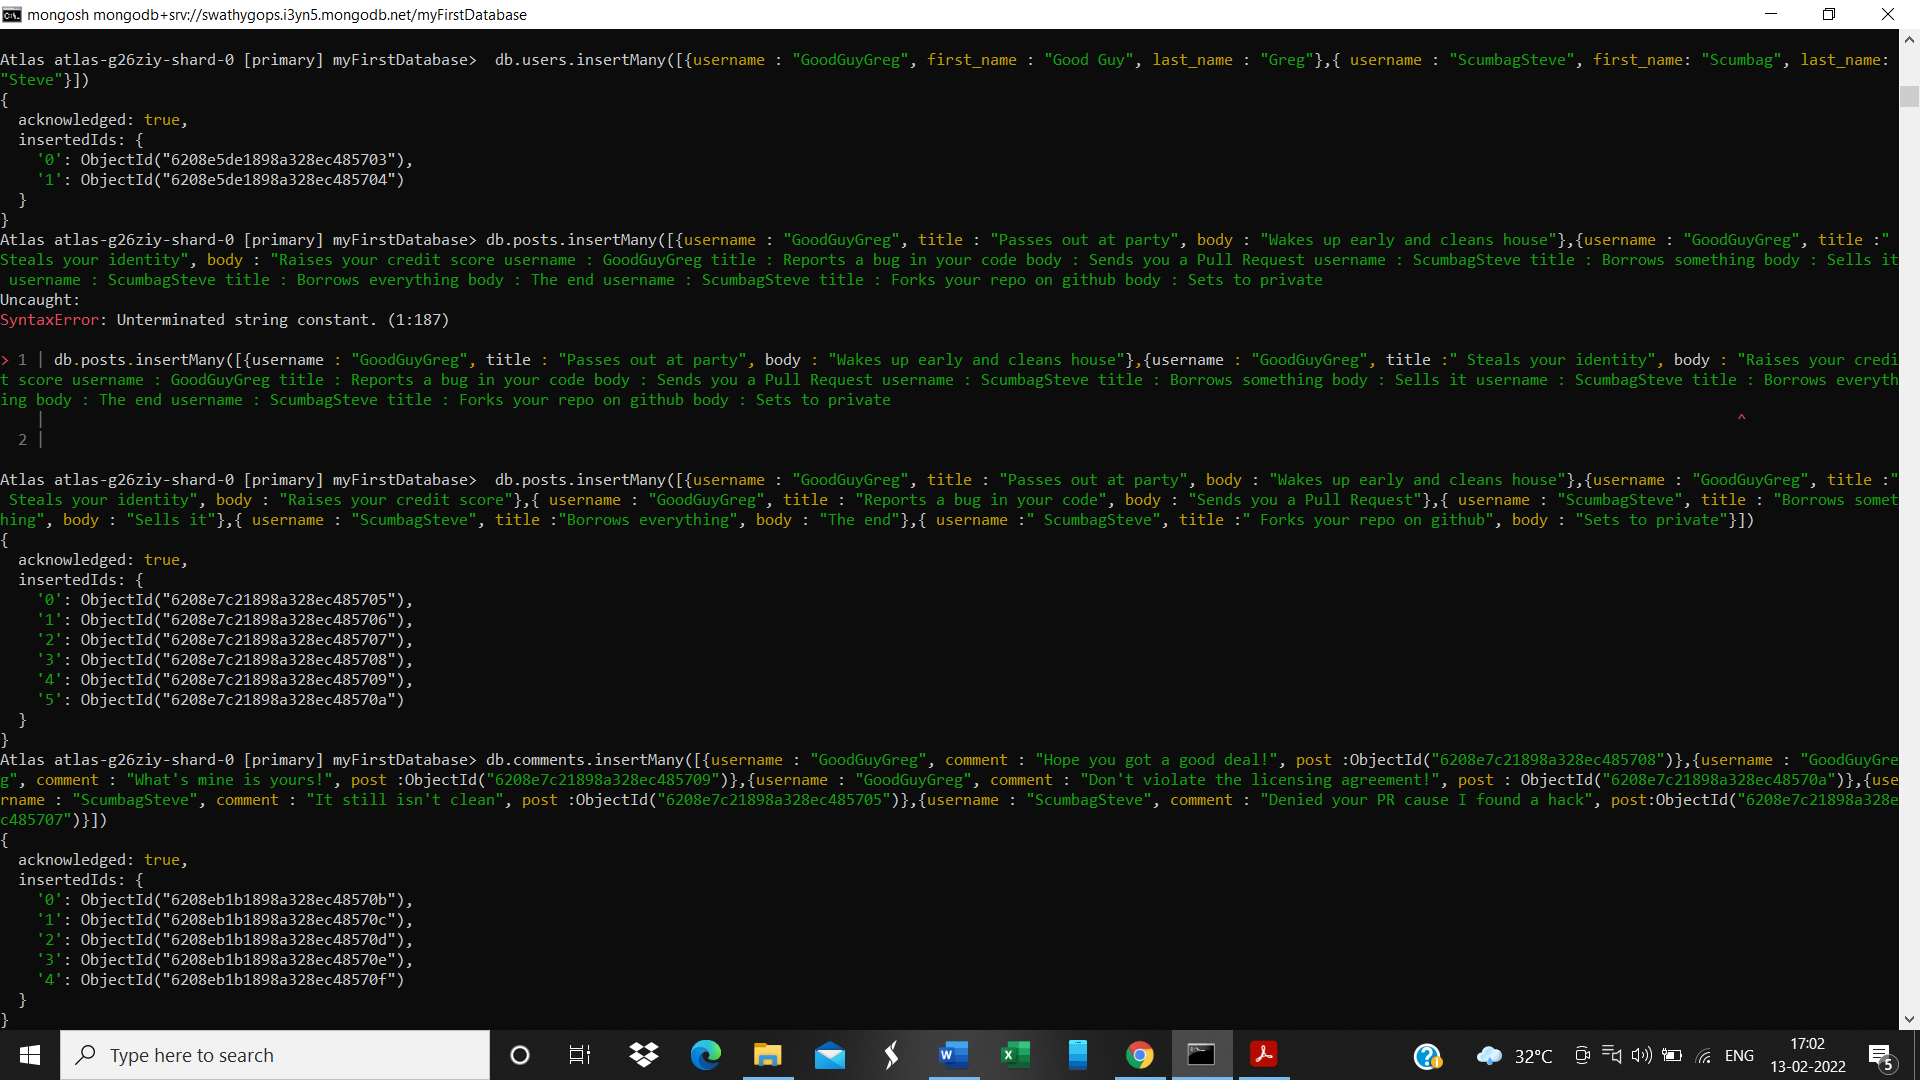 mongosh mongodb+srv://swathygops.i3yn5.mongodb.net/myFirstDatabase
Atlas atlas-g26ziy-shard-0 [primary] myFirstDatabase>  db.users.insertMany([{username : "GoodGuyGreg", first_name : "Good Guy", last_name : "Greg"},{ username : "ScumbagSteve", first_name: "Scumbag", last_name:
"Steve"}])
{
  acknowledged: true,
  insertedIds: {
    '0': ObjectId("6208e5de1898a328ec485703"),
    '1': ObjectId("6208e5de1898a328ec485704")
  }
}
Atlas atlas-g26ziy-shard-0 [primary] myFirstDatabase> db.posts.insertMany([{username : "GoodGuyGreg", title : "Passes out at party", body : "Wakes up early and cleans house"},{username : "GoodGuyGreg", title :"
Steals your identity", body : "Raises your credit score username : GoodGuyGreg title : Reports a bug in your code body : Sends you a Pull Request username : ScumbagSteve title : Borrows something body : Sells it
 username : ScumbagSteve title : Borrows everything body : The end username : ScumbagSteve title : Forks your repo on github body : Sets to private
Uncaught:
SyntaxError: Unterminated string constant. (1:187)
> 1 | db.posts.insertMany([{username : "GoodGuyGreg", title : "Passes out at party", body : "Wakes up early and cleans house"},{username : "GoodGuyGreg", title :" Steals your identity", body : "Raises your credi
t score username : GoodGuyGreg title : Reports a bug in your code body : Sends you a Pull Request username : ScumbagSteve title : Borrows something body : Sells it username : ScumbagSteve title : Borrows everyth
ing body : The end username : ScumbagSteve title : Forks your repo on github body : Sets to private
    | ^
  2 |
Atlas atlas-g26ziy-shard-0 [primary] myFirstDatabase>  db.posts.insertMany([{username : "GoodGuyGreg", title : "Passes out at party", body : "Wakes up early and cleans house"},{username : "GoodGuyGreg", title :"
 Steals your identity", body : "Raises your credit score"},{ username : "GoodGuyGreg", title : "Reports a bug in your code", body : "Sends you a Pull Request"},{ username : "ScumbagSteve", title : "Borrows somet
hing", body : "Sells it"},{ username : "ScumbagSteve", title :"Borrows everything", body : "The end"},{ username :" ScumbagSteve", title :" Forks your repo on github", body : "Sets to private"}])
{
  acknowledged: true,
  insertedIds: {
    '0': ObjectId("6208e7c21898a328ec485705"),
    '1': ObjectId("6208e7c21898a328ec485706"),
    '2': ObjectId("6208e7c21898a328ec485707"),
    '3': ObjectId("6208e7c21898a328ec485708"),
    '4': ObjectId("6208e7c21898a328ec485709"),
    '5': ObjectId("6208e7c21898a328ec48570a")
  }
}
Atlas atlas-g26ziy-shard-0 [primary] myFirstDatabase> db.comments.insertMany([{username : "GoodGuyGreg", comment : "Hope you got a good deal!", post :ObjectId("6208e7c21898a328ec485708")},{username : "GoodGuyGre
g", comment : "What's mine is yours!", post :ObjectId("6208e7c21898a328ec485709")},{username : "GoodGuyGreg", comment : "Don't violate the licensing agreement!", post : ObjectId("6208e7c21898a328ec48570a")},{use
rname : "ScumbagSteve", comment : "It still isn't clean", post :ObjectId("6208e7c21898a328ec485705")},{username : "ScumbagSteve", comment : "Denied your PR cause I found a hack", post:ObjectId("6208e7c21898a328e
c485707")}])
{
  acknowledged: true,
  insertedIds: {
    '0': ObjectId("6208eb1b1898a328ec48570b"),
    '1': ObjectId("6208eb1b1898a328ec48570c"),
    '2': ObjectId("6208eb1b1898a328ec48570d"),
    '3': ObjectId("6208eb1b1898a328ec48570e"),
    '4': ObjectId("6208eb1b1898a328ec48570f")
  }
}
Type here to search
32°C
ENG
17:02
13-02-2022
5